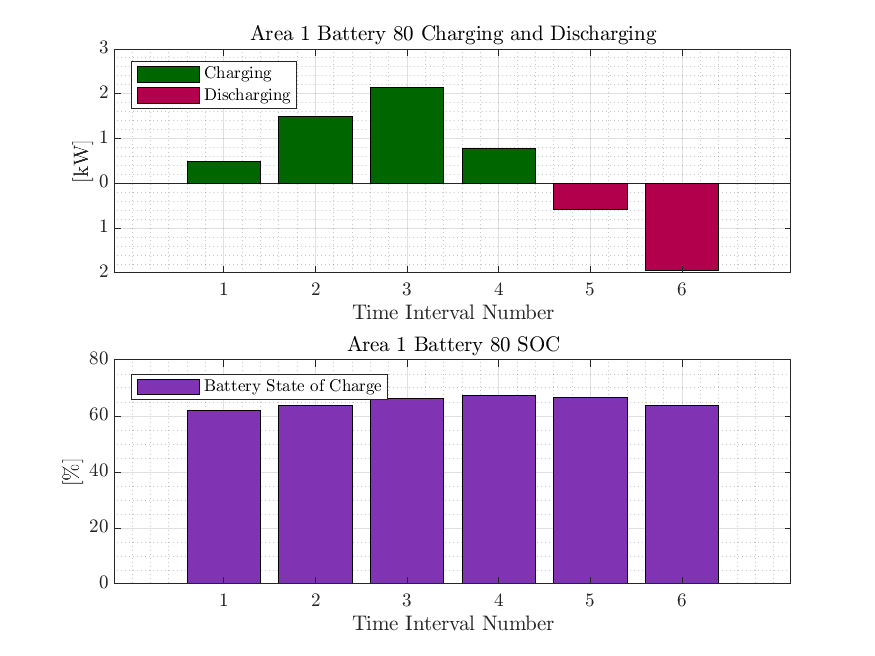 Area 1 Battery 80 Charging and Discharging
3
2
1
0
1
2
[kW]
Charging
Discharging
1 2 3 4 5 6
Time Interval Number
Area 1 Battery 80 SOC
80
60
40
20
0
[%]
Battery State of Charge
1 2 3 4 5 6
Time Interval Number